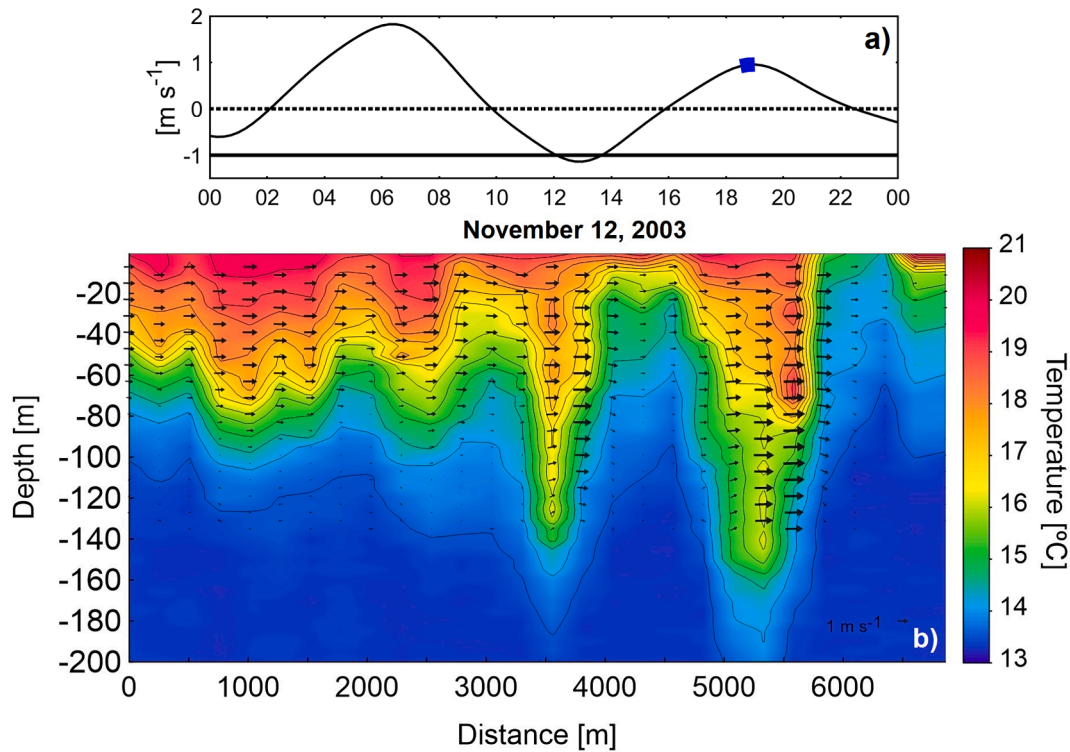 2
1
0
-1
[m s-1]
a)
00 02 04 06 08 10 12 14 16 18 20 22 00
November 12, 2003
-20
-40
-60
-80
-100
-120
-140
-160
-180
-200
Depth [m]
1 m s-1
b)
0 1000 2000 3000 4000 5000 6000
Distance [m]
21
20
19
18
17
16
15
14
13
Temperature [ºC]